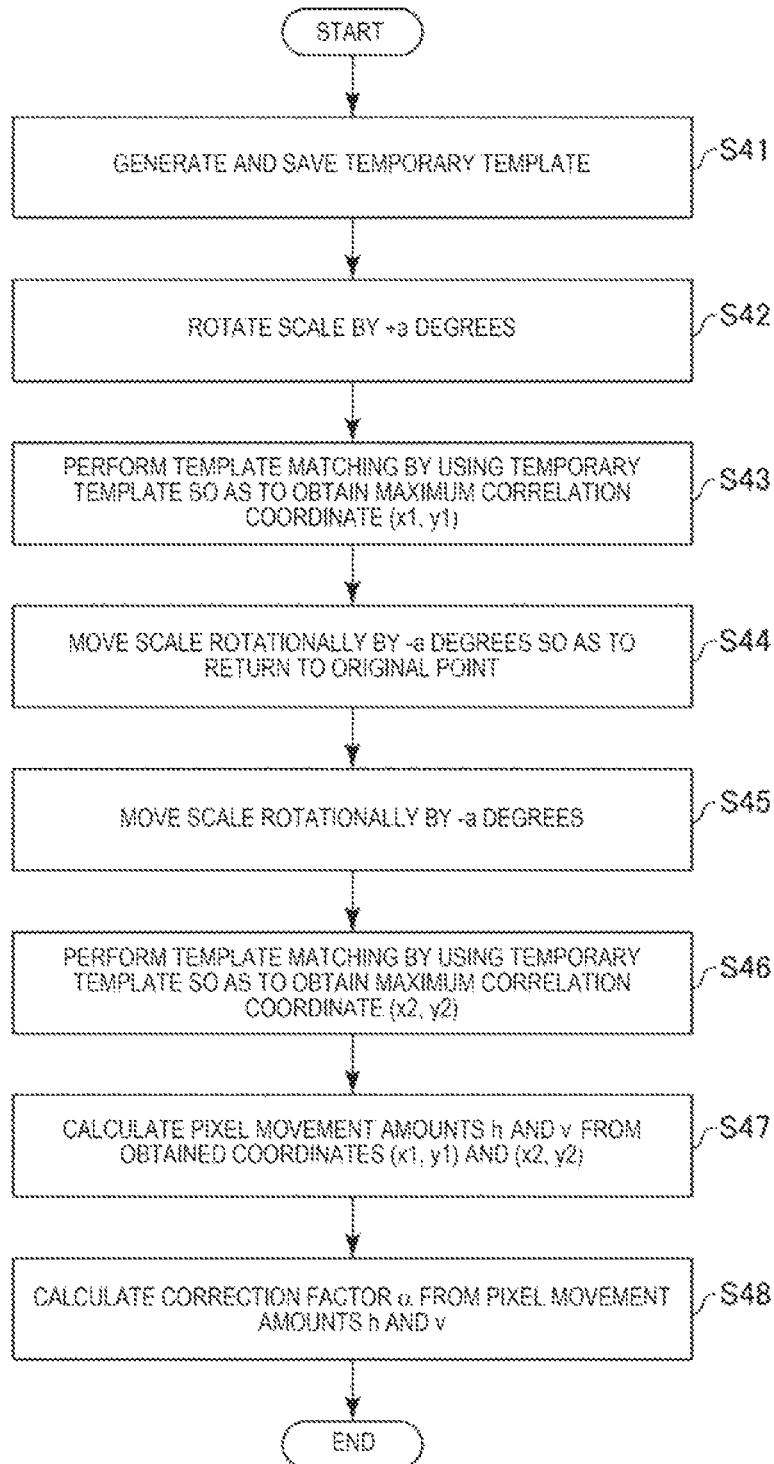 START
GENERATE AND SAVE TEMPORARY TEMPLATE
S41
ROTATE SCALE BY +a DEGREES
S42
PERFORM TEMPLATE MATCHING BY USING TEMPORARY
TEMPLATE SO AS TO OBTAIN MAXIMUM CORRELATION
COORDINATE (x1, y1)
S43
MOVE SCALE ROTATIONALLY BY -a DEGREES SO AS TO
RETURN TO ORIGINAL POINT
S44
MOVE SCALE ROTATIONALLY BY -a DEGREES
S45
PERFORM TEMPLATE MATCHING BY USING TEMPORARY
TEMPLATE SO AS TO OBTAIN MAXIMUM CORRELATION
COORDINATE (x2, y2)
S46
CALCULATE PIXEL MOVEMENT AMOUNTS h AND v FROM
OBTAINED COORDINATES (x1, y1) AND (x2, y2)
S47
CALCULATE CORRECTION FACTOR α FROM PIXEL MOVEMENT
AMOUNTS h AND v
S48
END